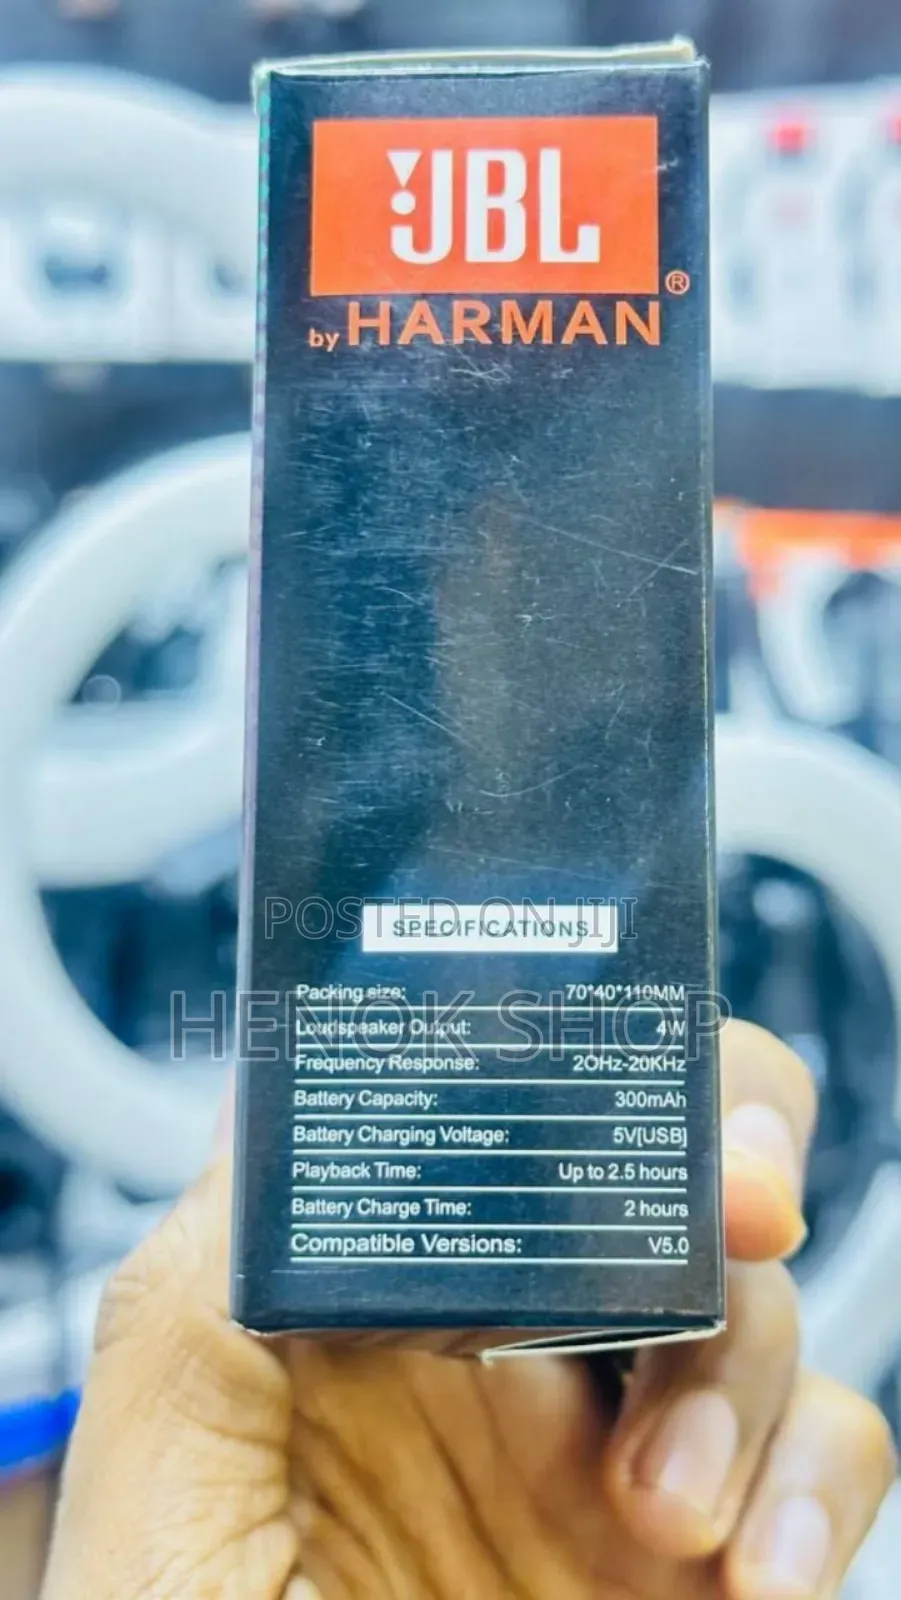 JBL
®
by HARMAN
POSTED ON JIJI
SPECIFICATIONS
HENOK SHOP
Packing size: 70*40*110MM
Loudspeaker Output: 4W
Frequency Response: 20Hz-20KHz
Battery Capacity: 300mAh
Battery Charging Voltage: 5V[USB]
Playback Time: Up to 2.5 hours
Battery Charge Time: 2 hours
Compatible Versions: V5.0